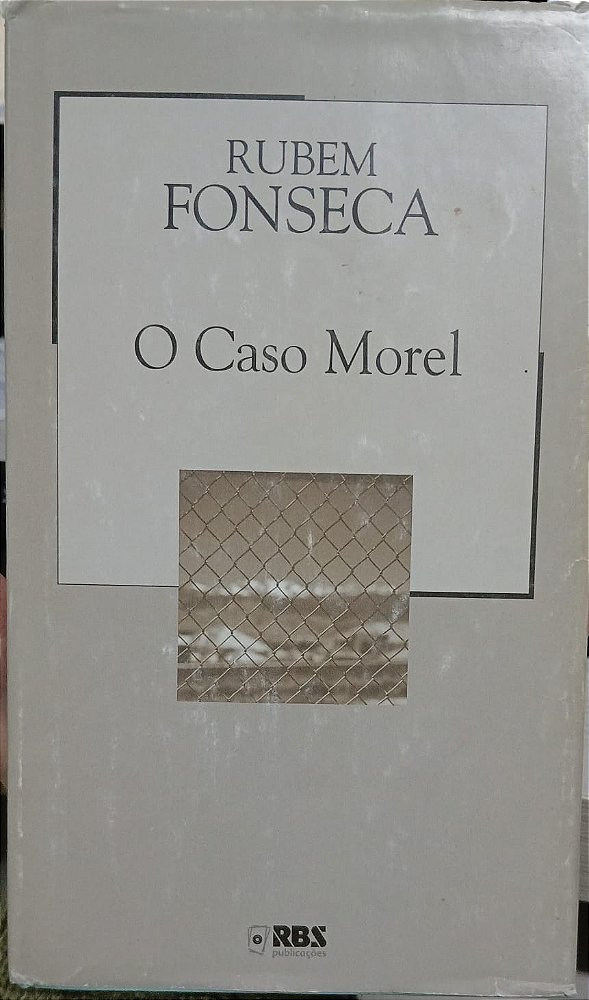 RUBEM
FONSECA
O Caso Morel
RBS
publicações